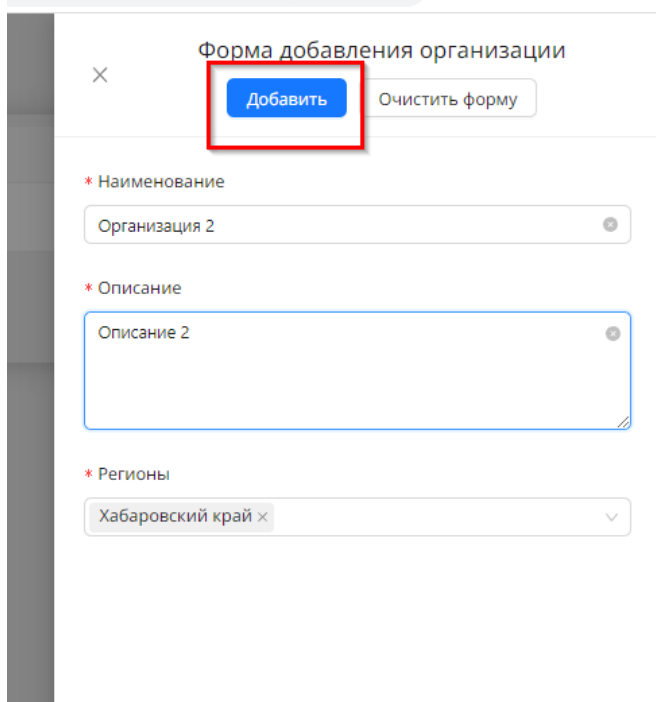 Форма добавления организации
Добавить Очистить форму
* Наименование
Организация 2
* Описание
Описание 2
* Регионы
Хабаровский край